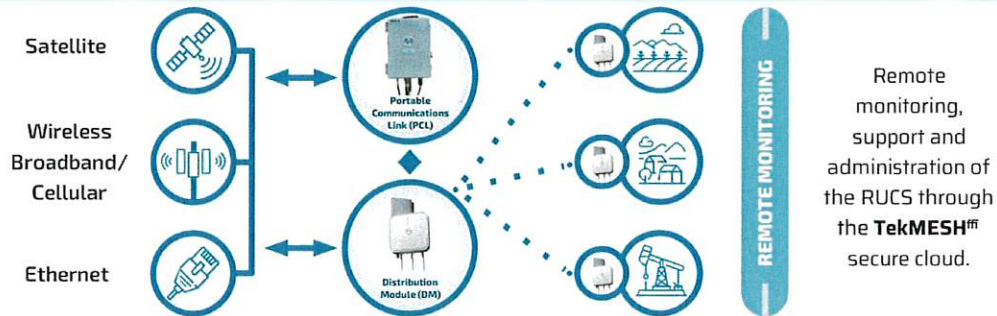 Satellite
Wireless
Broadband/
Cellular
Ethernet
Portable
Communications
Link (PCL)
Distribution
Module (DM)
REMOTE MONITORING
Remote
monitoring,
support and
administration of
the RUCS through
the TekMESHffi
secure cloud.